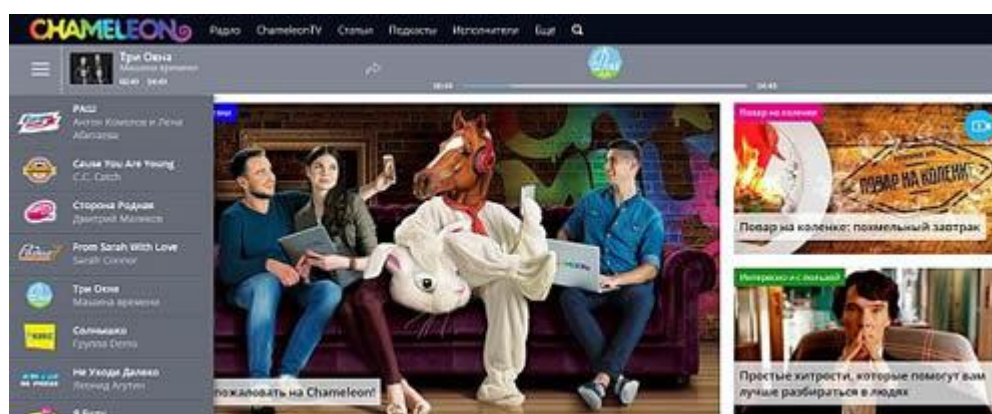 CHAMELEON
Радио ChameleonTV Статьи Подкасты Исполнители Еще
Три Окна
Машина времени
РАШ
Антон Комолов и Лена
Cause You Are Young
C.C. Catch
Сторона Родная
Дмитрий Маликов
From Sarah With Love
Sarah Connor
Три Окна
Машина времени
Солнышко
Группа Demo
Не Уходи Далеко
Леонид Агутин
пожаловать на Chameleon!
Повар на коленке
ПОВАР НА КОЛЕНКЕ
Повар на коленке: похмельный завтрак
Интересно и с пользой
Простые хитрости, которые помогут вам
лучше разбираться в людях